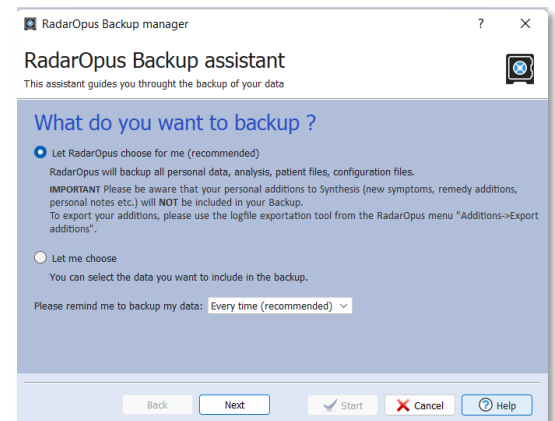 RadarOpus Backup manager ? ×
RadarOpus Backup assistant
This assistant guides you throught the backup of your data
What do you want to backup ?
Let RadarOpus choose for me (recommended)
RadarOpus will backup all personal data, analysis, patient files, configuration files.
IMPORTANT Please be aware that your personal additions to Synthesis (new symptoms, remedy additions,
personal notes etc.) will NOT be included in your Backup.
To export your additions, please use the logfile exportation tool from the RadarOpus menu "Additions->Export
additions".
Let me choose
You can select the data you want to include in the backup.
Please remind me to backup my data: Every time (recommended)
Back Next Start Cancel Help